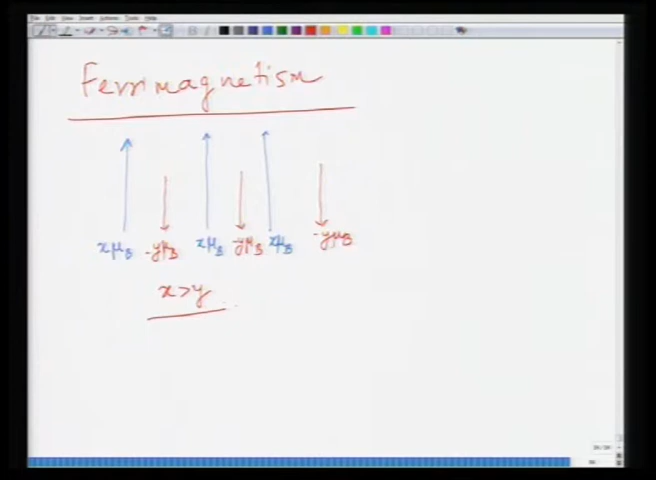 Ferrimagnetism
xμB -yμB xμB -yμB xμB -yμB
x>y